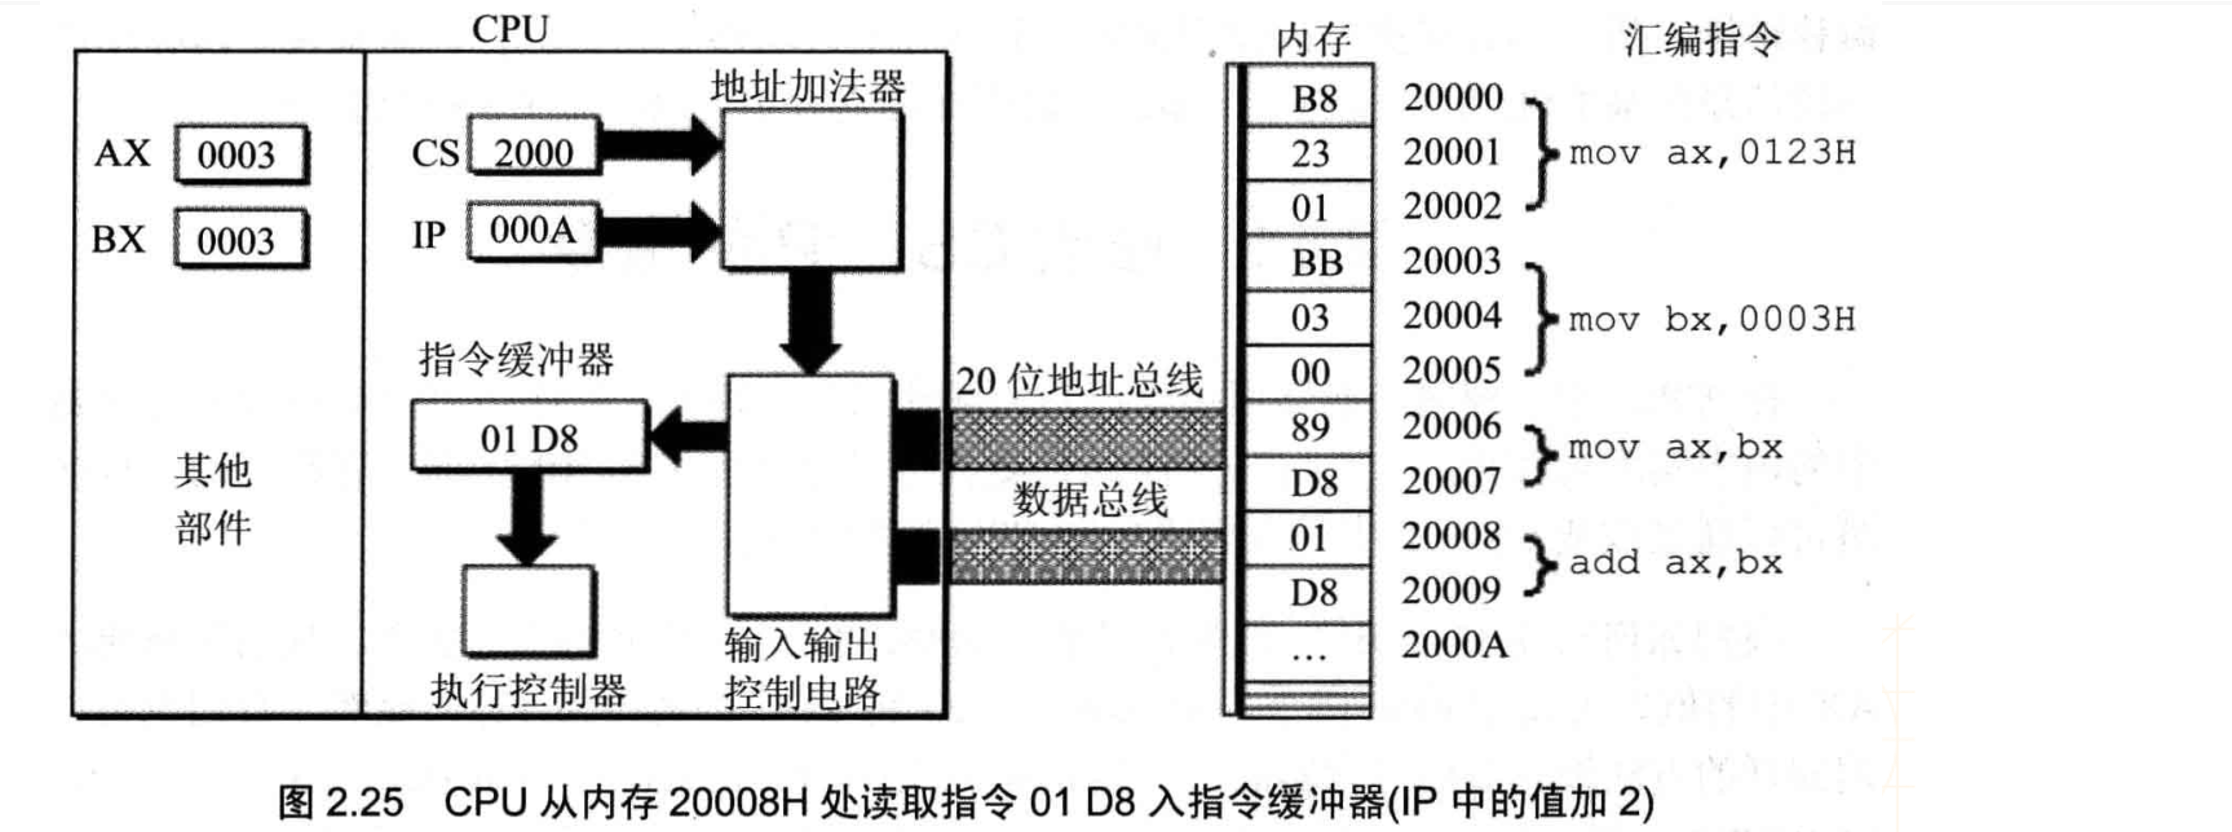 CPU
内存
汇编指令
地址加法器
AX 0003
CS 2000
BX 0003
IP 000A
指令缓冲器
01 D8
其他
部件
执行控制器
输入输出
控制电路
20 位地址总线
数据总线
B8 20000
23 20001 mov ax,0123H
01 20002
BB 20003
03 20004 mov bx,0003H
00 20005
89 20006 mov ax,bx
D8 20007
01 20008 add ax,bx
D8 20009
… 2000A
图 2.25 CPU 从内存 20008H 处读取指令 01 D8 入指令缓冲器(IP 中的值加 2)